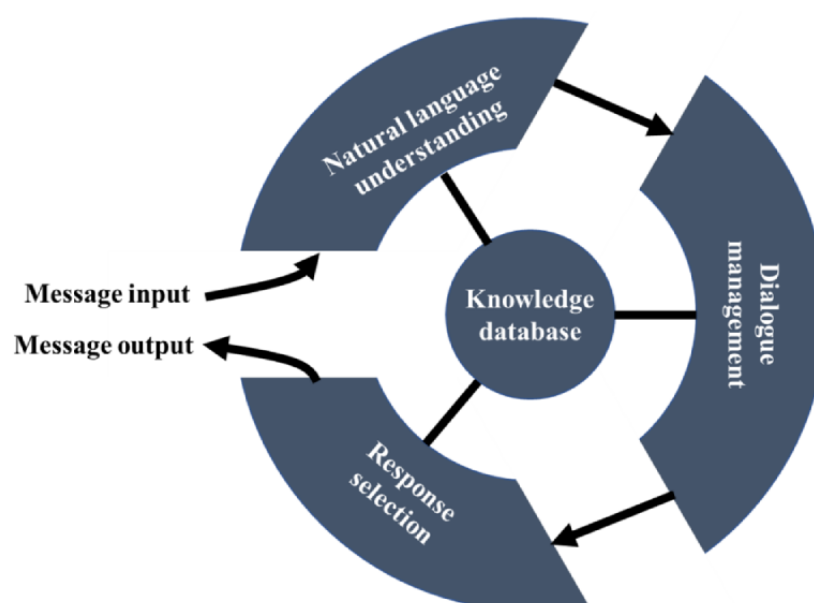 Natural language
understanding
Message input
Message output
Knowledge
database
Dialogue
management
Response
selection